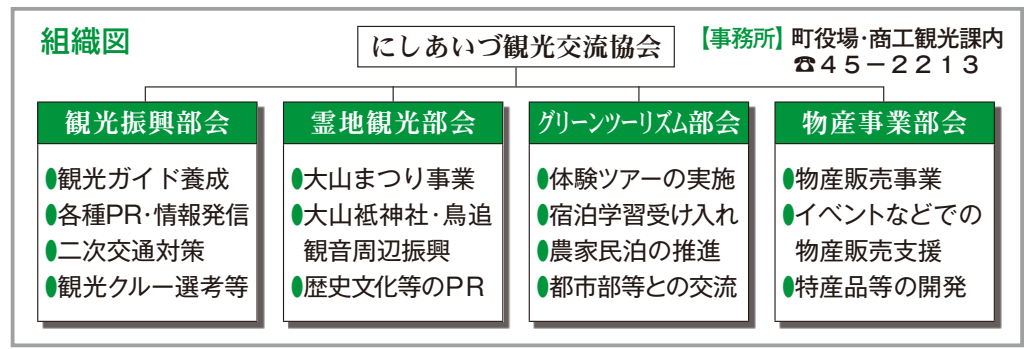 組織図
にしあいづ観光交流協会
【事務所】町役場・商工観光課内
☎45－2213
観光振興部会
●観光ガイド養成
●各種PR・情報発信
●二次交通対策
●観光クルー選考等
霊地観光部会
●大山まつり事業
●大山祗神社・鳥追
観音周辺振興
●歴史文化等のPR
グリーンツーリズム部会
●体験ツアーの実施
●宿泊学習受け入れ
●農家民泊の推進
●都市部等との交流
物産事業部会
●物産販売事業
●イベントなどでの
物産販売支援
●特産品等の開発